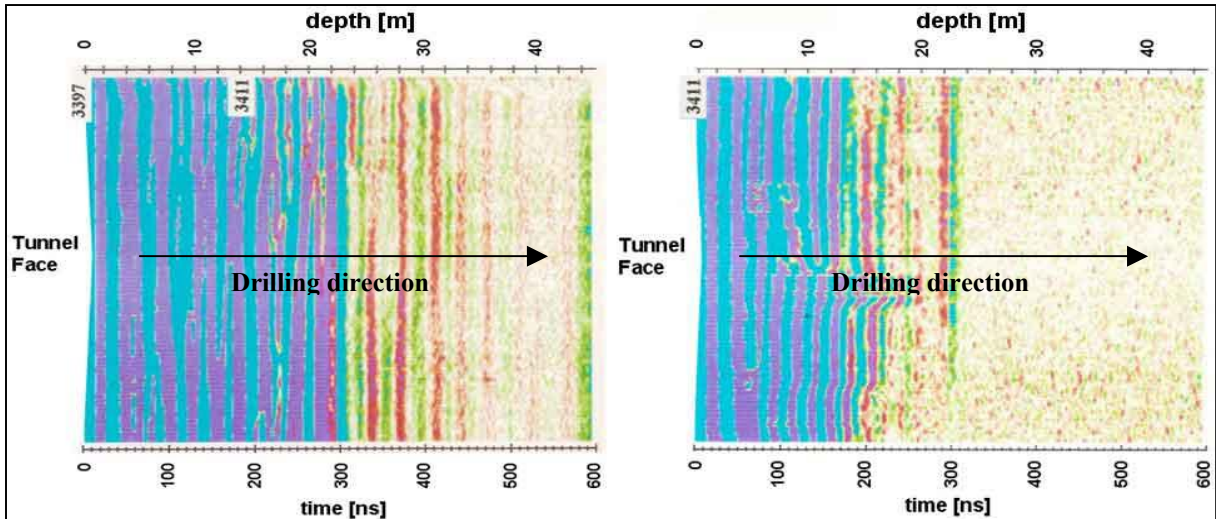 depth [m]
0 10 20 30 40
3397
3411
Tunnel
Face
Drilling direction
0 100 200 300 400 500 600
time [ns]
depth [m]
0 10 20 30 40
3411
Tunnel
Face
Drilling direction
0 100 200 300 400 500 600
time [ns]